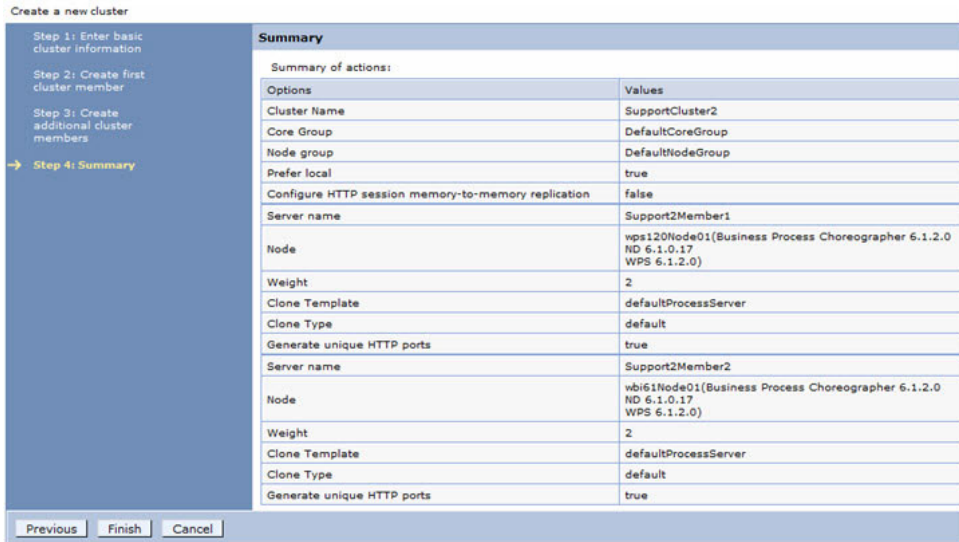 Create a new cluster
Step 1: Enter basic
cluster information
Step 2: Create first
cluster member
Step 3: Create
additional cluster
members
Step 4: Summary
Summary
Summary of actions:
Options Values
Cluster Name SupportCluster2
Core Group DefaultCoreGroup
Node group DefaultNodeGroup
Prefer local true
Configure HTTP session memory-to-memory replication false
Server name Support2Member1
Node wps120Node01(Business Process Choreographer 6.1.2.0
ND 6.1.0.17
WPS 6.1.2.0)
Weight 2
Clone Template defaultProcessServer
Clone Type default
Generate unique HTTP ports true
Server name Support2Member2
Node wbi61Node01(Business Process Choreographer 6.1.2.0
ND 6.1.0.17
WPS 6.1.2.0)
Weight 2
Clone Template defaultProcessServer
Clone Type default
Generate unique HTTP ports true
Previous Finish Cancel